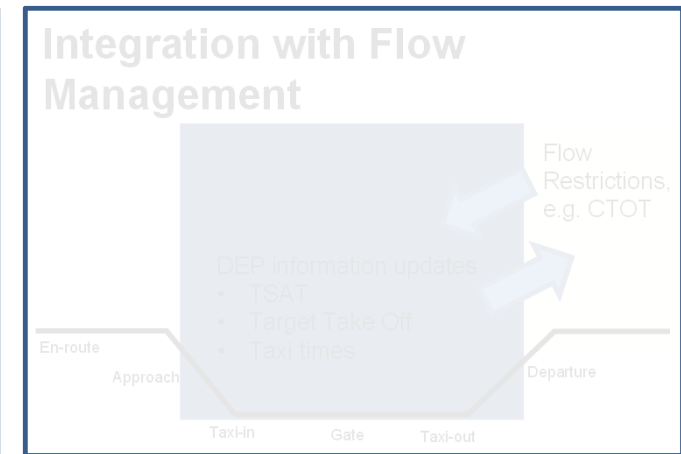 Integration with Flow
Management
Flow
Restrictions,
e.g. CTOT
DEP information updates
• TSAT
• Target Take Off
• Taxi times
En-route
Approach
Departure
Taxi-in
Gate
Taxi-out